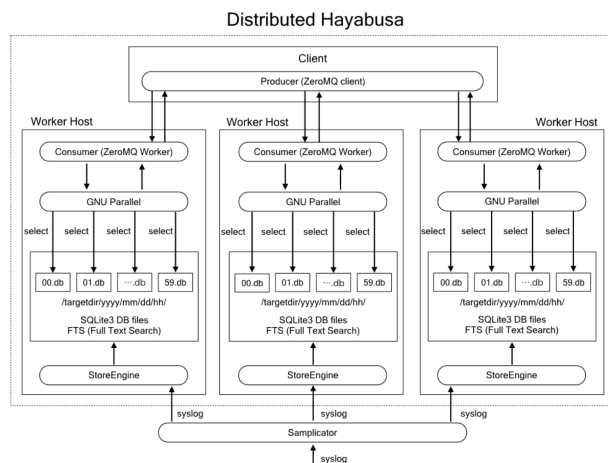 Distributed Hayabusa
Client
Producer (ZeroMQ client)
Worker Host
Worker Host
Worker Host
Consumer (ZeroMQ Worker)
Consumer (ZeroMQ Worker)
Consumer (ZeroMQ Worker)
GNU Parallel
GNU Parallel
GNU Parallel
select select select select
select select select select
select select select select
00.db 01.db ….db 59.db
00.db 01.db ….db 59.db
00.db 01.db ….db 59.db
/targetdir/yyyy/mm/dd/hh/
/targetdir/yyyy/mm/dd/hh/
/targetdir/yyyy/mm/dd/hh/
SQLite3 DB files
FTS (Full Text Search)
SQLite3 DB files
FTS (Full Text Search)
SQLite3 DB files
FTS (Full Text Search)
StoreEngine
StoreEngine
StoreEngine
syslog
syslog
syslog
Samplicator
syslog